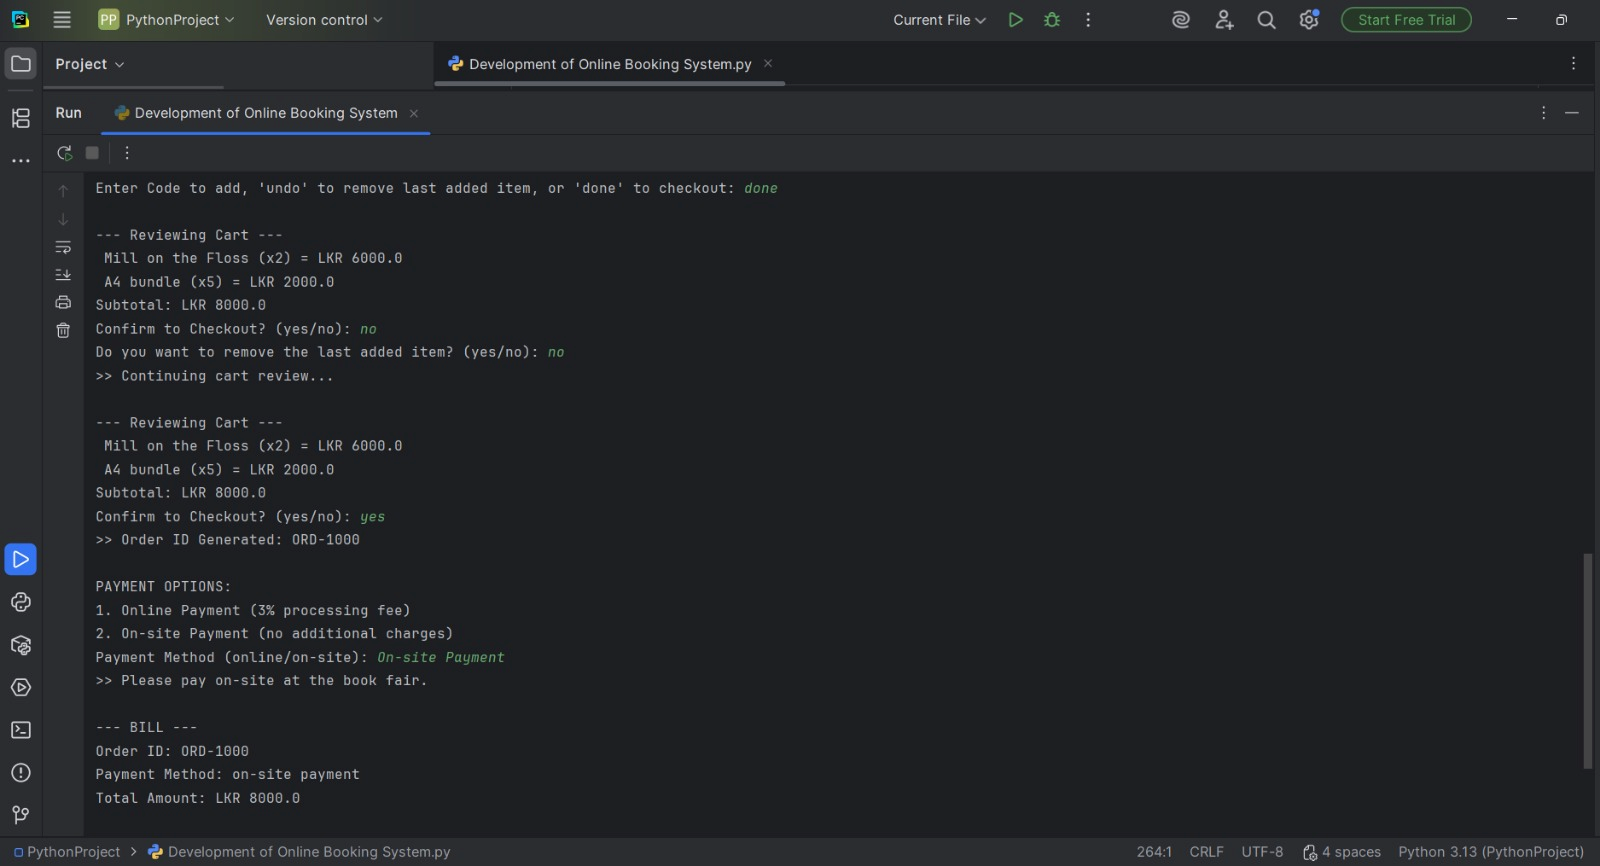 PC
PP PythonProject Version control Current File Start Free Trial
Project Development of Online Booking System.py
Run Development of Online Booking System
Enter Code to add, 'undo' to remove last added item, or 'done' to checkout: done
--- Reviewing Cart ---
Mill on the Floss (x2) = LKR 6000.0
A4 bundle (x5) = LKR 2000.0
Subtotal: LKR 8000.0
Confirm to Checkout? (yes/no): no
Do you want to remove the last added item? (yes/no): no
>> Continuing cart review...
--- Reviewing Cart ---
Mill on the Floss (x2) = LKR 6000.0
A4 bundle (x5) = LKR 2000.0
Subtotal: LKR 8000.0
Confirm to Checkout? (yes/no): yes
>> Order ID Generated: ORD-1000
PAYMENT OPTIONS:
1. Online Payment (3% processing fee)
2. On-site Payment (no additional charges)
Payment Method (online/on-site): On-site Payment
>> Please pay on-site at the book fair.
--- BILL ---
Order ID: ORD-1000
Payment Method: on-site payment
Total Amount: LKR 8000.0
PythonProject > Development of Online Booking System.py 264:1 CRLF UTF-8 4 spaces Python 3.13 (PythonProject)